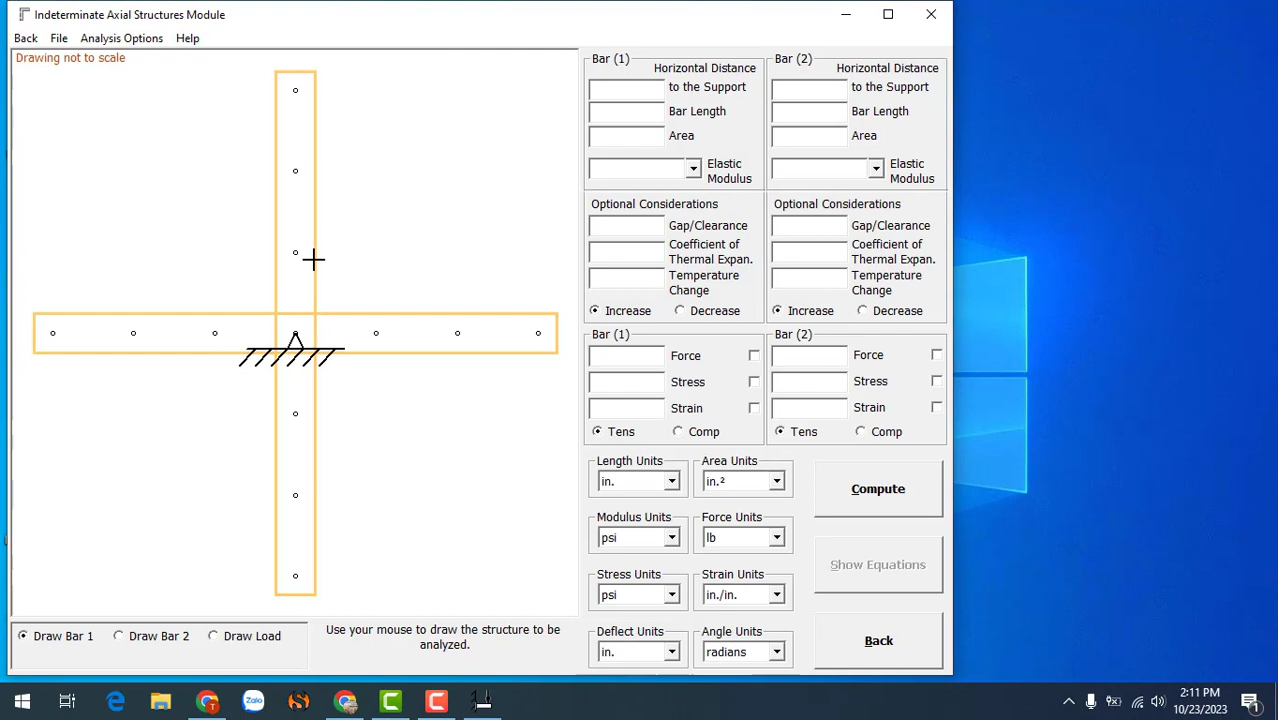 Indeterminate Axial Structures Module
Back File Analysis Options Help
Drawing not to scale
Draw Bar 1 Draw Bar 2 Draw Load
Use your mouse to draw the structure to be
analyzed.
Bar (1)
Horizontal Distance
to the Support
Bar Length
Area
Elastic
Modulus
Optional Considerations
Gap/Clearance
Coefficient of
Thermal Expan.
Temperature
Change
Increase Decrease
Bar (1)
Force
Stress
Strain
Tens Comp
Bar (2)
Horizontal Distance
to the Support
Bar Length
Area
Elastic
Modulus
Optional Considerations
Gap/Clearance
Coefficient of
Thermal Expan.
Temperature
Change
Increase Decrease
Bar (2)
Force
Stress
Strain
Tens Comp
Length Units
in.
Area Units
in.²
Modulus Units
psi
Force Units
lb
Stress Units
psi
Strain Units
in./in.
Deflect Units
in.
Angle Units
radians
Compute
Show Equations
Back
Zalo
2:11 PM
10/23/2023
1